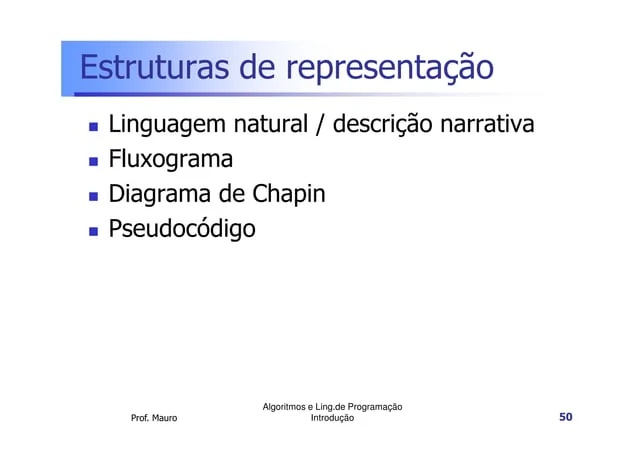 Estruturas de representação
Linguagem natural / descrição narrativa
Fluxograma
Diagrama de Chapin
Pseudocódigo
Algoritmos e Ling.de Programação
Prof. Mauro
Introdução
50